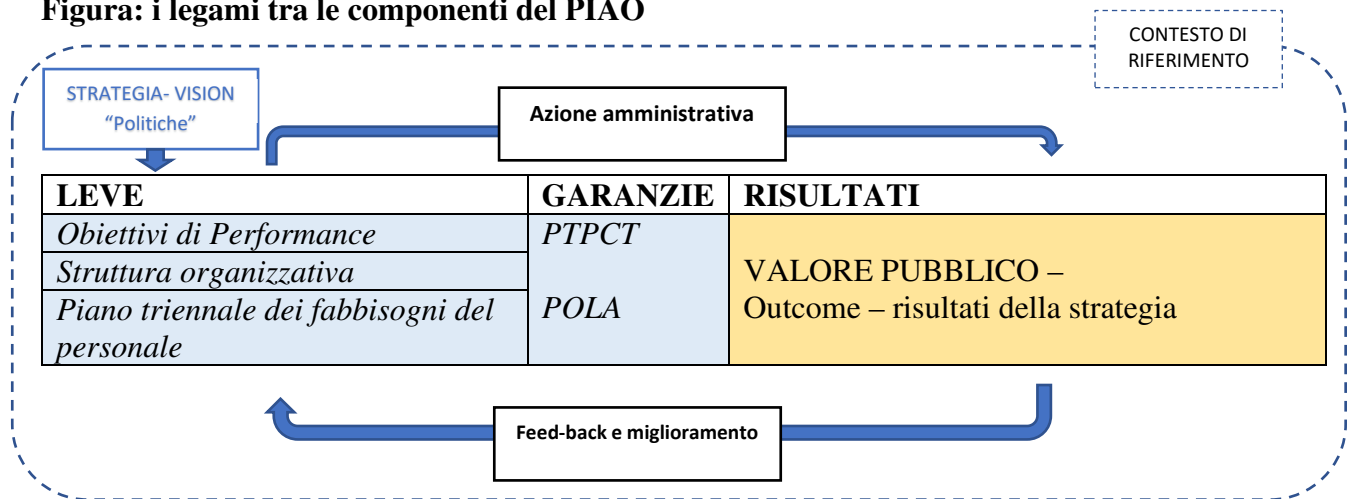 Figura: i legami tra le componenti del PIAO
CONTESTO DI
RIFERIMENTO
STRATEGIA- VISION
“Politiche”
Azione amministrativa
LEVE
GARANZIE
RISULTATI
Obiettivi di Performance
PTPCT
Struttura organizzativa
VALORE PUBBLICO –
Piano triennale dei fabbisogni del
personale
POLA
Outcome – risultati della strategia
Feed-back e miglioramento